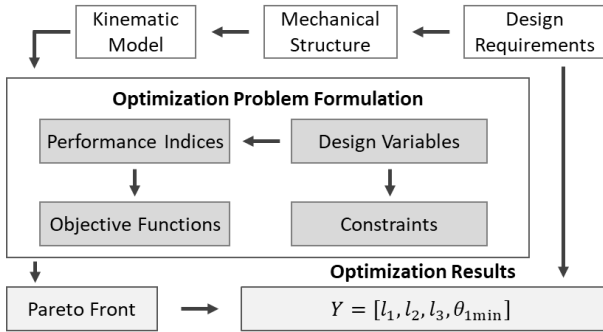 Kinematic
Model
Mechanical
Structure
Design
Requirements
Optimization Problem Formulation
Performance Indices
Design Variables
Objective Functions
Constraints
Optimization Results
Pareto Front
Y = [l₁, l₂, l₃, θ₁min]